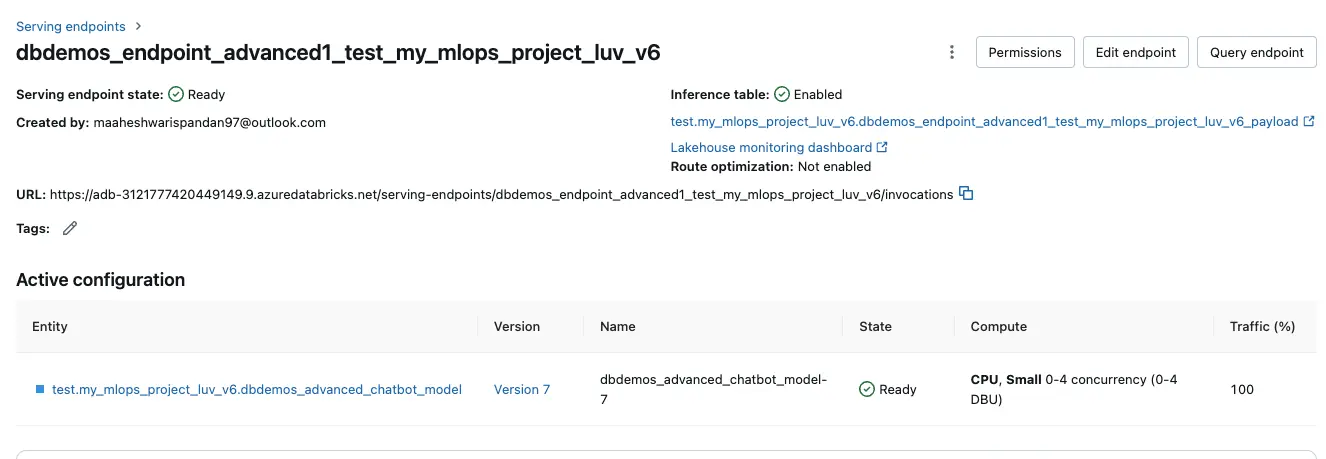 Serving endpoints >
dbdemos_endpoint_advanced1_test_my_mlops_project_luv_v6
Permissions
Edit endpoint
Query endpoint
Serving endpoint state: Ready
Created by: maaheshwarispandan97@outlook.com
Inference table: Enabled
test.my_mlops_project_luv_v6.dbdemos_endpoint_advanced1_test_my_mlops_project_luv_v6_payload
Lakehouse monitoring dashboard
Route optimization: Not enabled
URL: https://adb-3121777420449149.9.azuredatabricks.net/serving-endpoints/dbdemos_endpoint_advanced1_test_my_mlops_project_luv_v6/invocations
Tags:
Active configuration
Entity Version Name State Compute Traffic (%)
test.my_mlops_project_luv_v6.dbdemos_advanced_chatbot_model
Version 7
dbdemos_advanced_chatbot_model-
7
Ready
CPU, Small 0-4 concurrency (0-4
DBU)
100